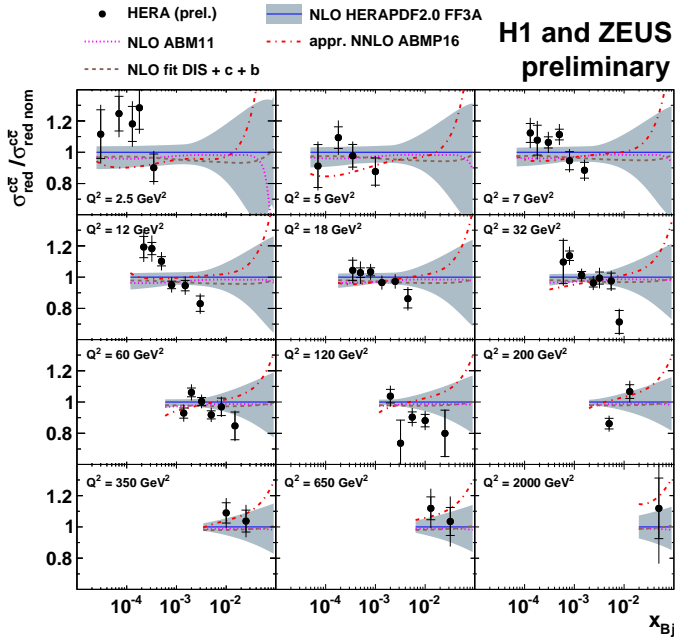 HERA (prel.)
NLO HERAPDF2.0 FF3A
NLO ABM11
appr. NNLO ABMP16
NLO fit DIS + c + b
H1 and ZEUS
preliminary
σ_red^cc̄ / σ_red nom^cc̄
1.2
1
0.8
Q² = 2.5 GeV²
Q² = 5 GeV²
Q² = 7 GeV²
1.2
1
0.8
Q² = 12 GeV²
Q² = 18 GeV²
Q² = 32 GeV²
1.2
1
0.8
Q² = 60 GeV²
Q² = 120 GeV²
Q² = 200 GeV²
1.2
1
0.8
Q² = 350 GeV²
Q² = 650 GeV²
Q² = 2000 GeV²
10⁻⁴ 10⁻³ 10⁻² 10⁻⁴ 10⁻³ 10⁻² 10⁻⁴ 10⁻³ 10⁻²
x_Bj